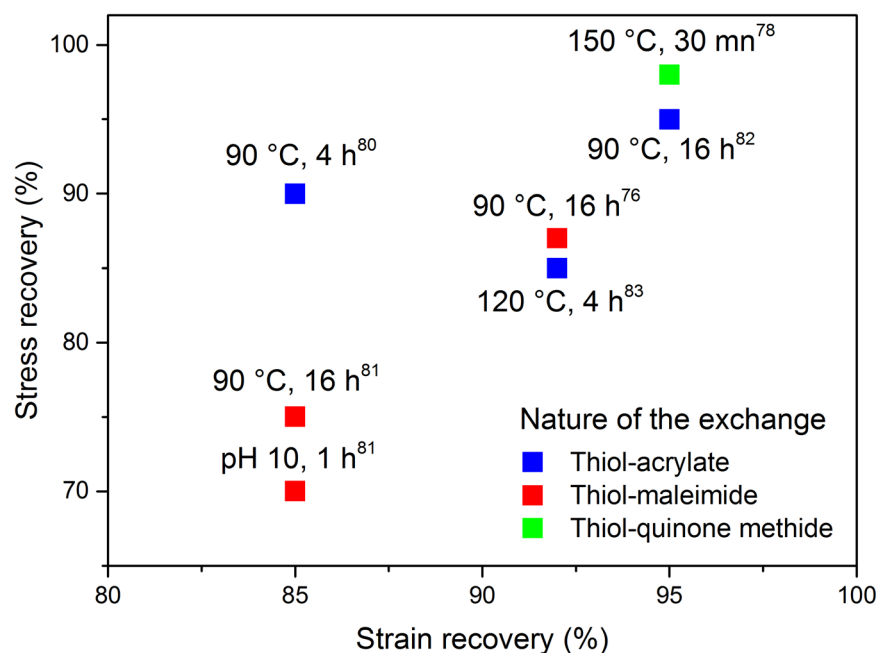 100
90
80
70
Stress recovery (%)
150 °C, 30 mn78
90 °C, 16 h82
90 °C, 4 h80
90 °C, 16 h76
120 °C, 4 h83
90 °C, 16 h81
pH 10, 1 h81
Nature of the exchange
Thiol-acrylate
Thiol-maleimide
Thiol-quinone methide
80
85
90
95
100
Strain recovery (%)